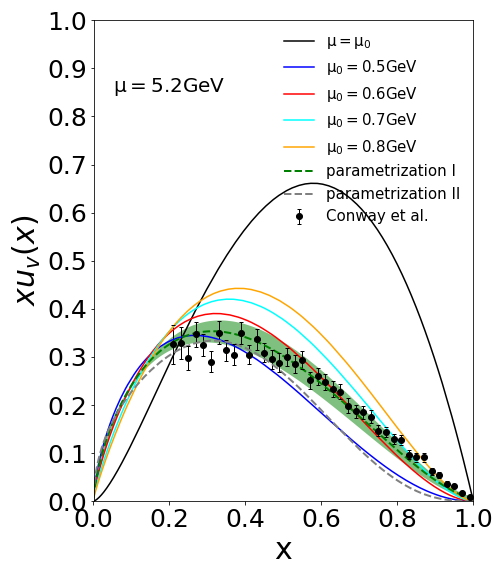 1.0
0.9
0.8
0.7
0.6
0.5
0.4
0.3
0.2
0.1
0.0
xu_v(x)
μ = 5.2GeV
μ = μ₀
μ₀ = 0.5GeV
μ₀ = 0.6GeV
μ₀ = 0.7GeV
μ₀ = 0.8GeV
parametrization I
parametrization II
Conway et al.
0.0 0.2 0.4 0.6 0.8 1.0
x